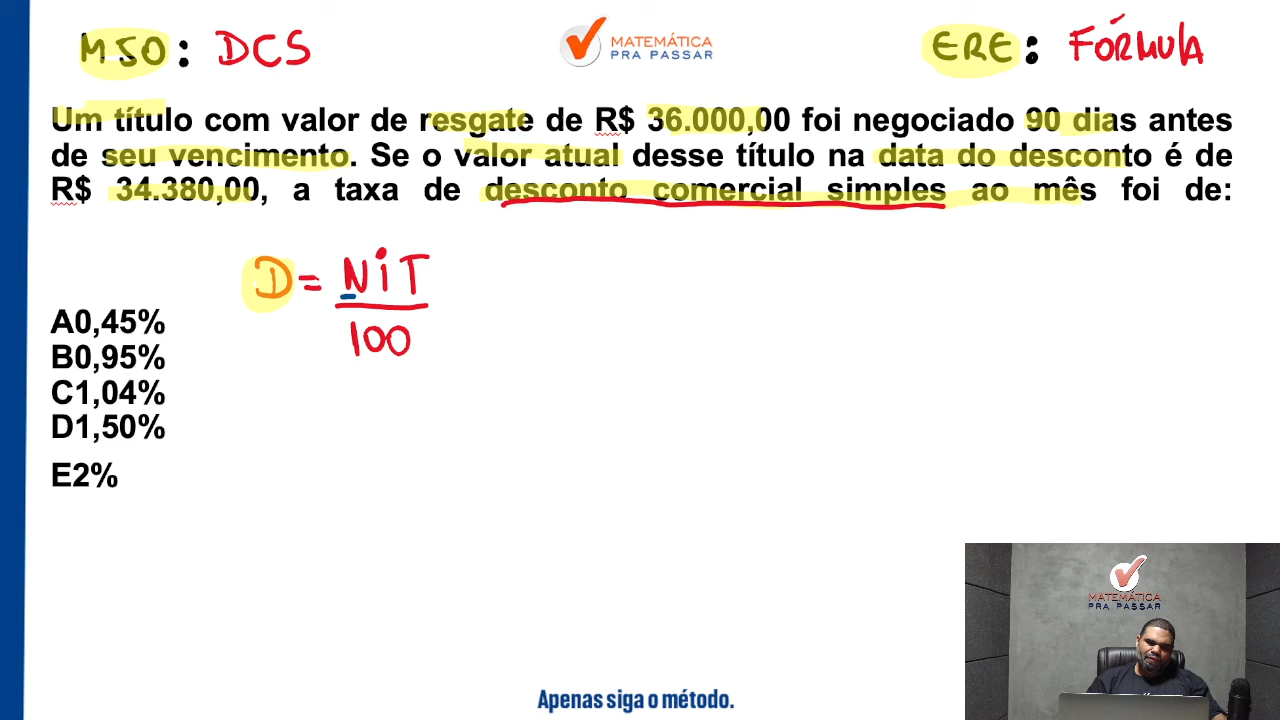 M50 : DCS
MATEMÁTICA
PRA PASSAR
ERE : FÓRMULA
Um título com valor de resgate de R$ 36.000,00 foi negociado 90 dias antes
de seu vencimento. Se o valor atual desse título na data do desconto é de
R$ 34.380,00, a taxa de desconto comercial simples ao mês foi de:
D = NiT
100
A0,45%
B0,95%
C1,04%
D1,50%
E2%
MATEMÁTICA
PRA PASSAR
Apenas siga o método.